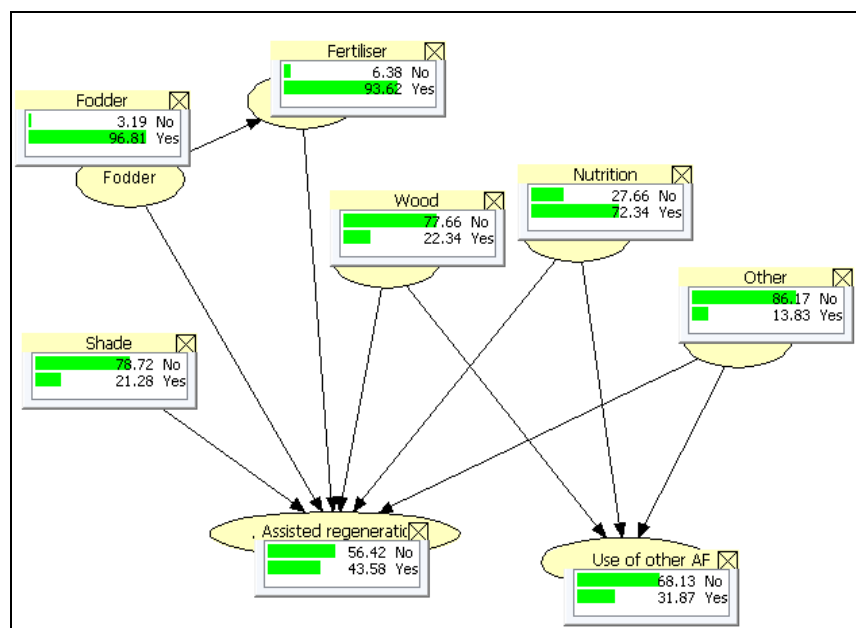 Fertiliser
6.38 No
93.62 Yes
Fodder
3.19 No
96.81 Yes
Fodder
Nutrition
27.66 No
72.34 Yes
Wood
77.66 No
22.34 Yes
Other
86.17 No
13.83 Yes
Shade
78.72 No
21.28 Yes
Assisted regeneratio
56.42 No
43.58 Yes
Use of other AF
68.13 No
31.87 Yes